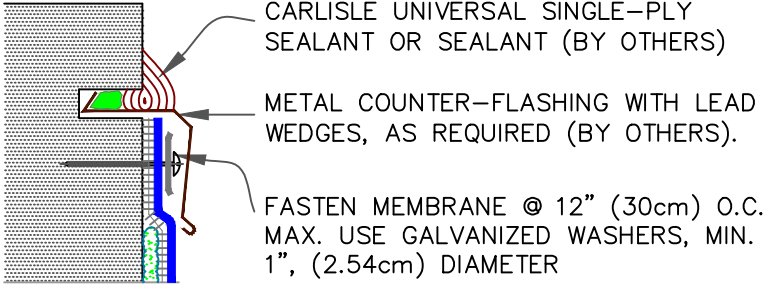 CARLISLE UNIVERSAL SINGLE–PLY
SEALANT OR SEALANT (BY OTHERS)
METAL COUNTER–FLASHING WITH LEAD
WEDGES, AS REQUIRED (BY OTHERS).
FASTEN MEMBRANE @ 12” (30cm) O.C.
MAX. USE GALVANIZED WASHERS, MIN.
1”, (2.54cm) DIAMETER